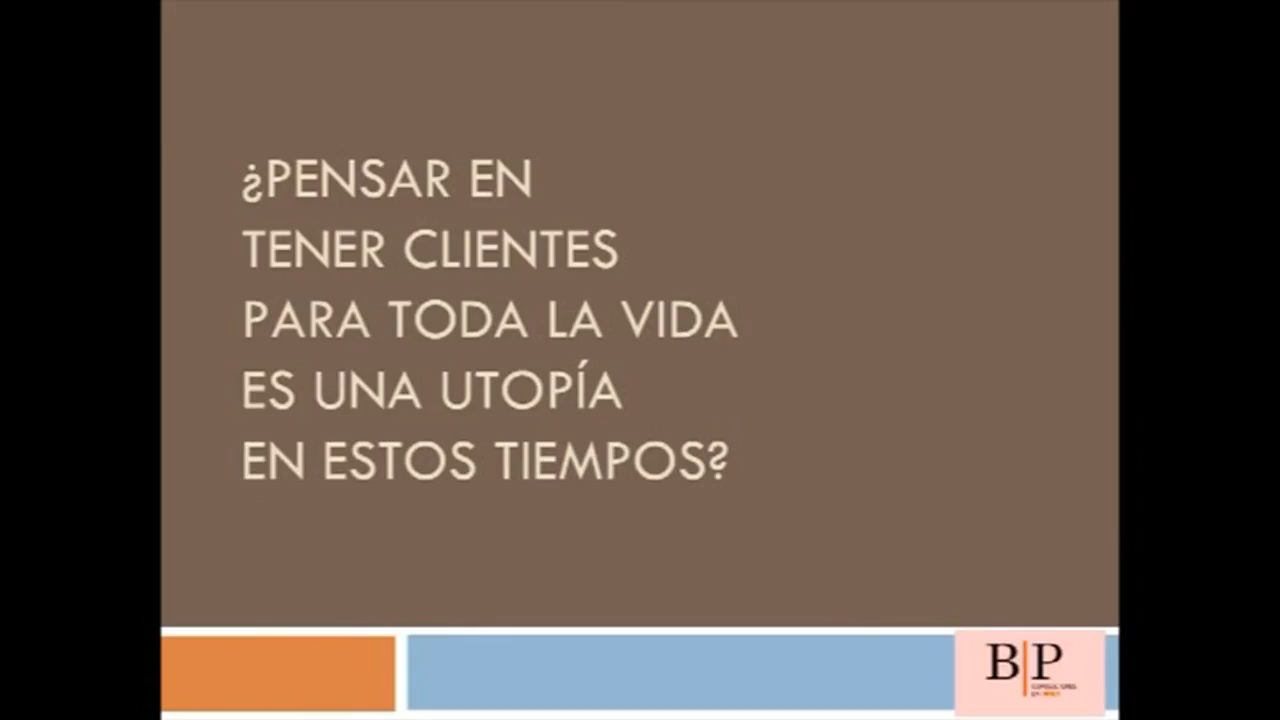 ¿PENSAR EN
TENER CLIENTES
PARA TODA LA VIDA
ES UNA UTOPÍA
EN ESTOS TIEMPOS?
B|P